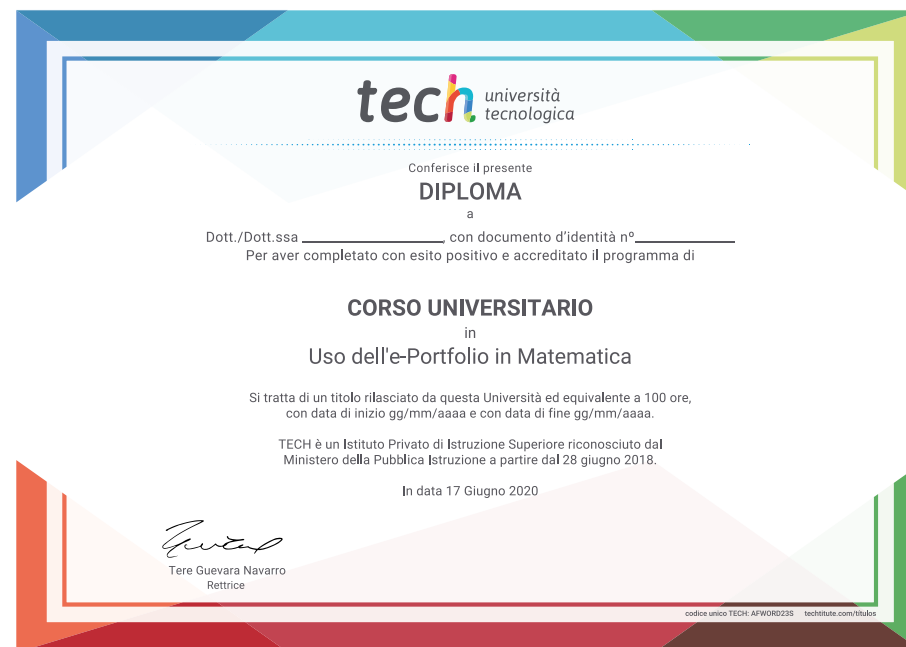 tech università
tecnologica
Conferisce il presente
DIPLOMA
a
Dott./Dott.ssa ____________________, con documento d'identità nº______________
Per aver completato con esito positivo e accreditato il programma di
CORSO UNIVERSITARIO
in
Uso dell'e-Portfolio in Matematica
Si tratta di un titolo rilasciato da questa Università ed equivalente a 100 ore,
con data di inizio gg/mm/aaaa e con data di fine gg/mm/aaaa.
TECH è un Istituto Privato di Istruzione Superiore riconosciuto dal
Ministero della Pubblica Istruzione a partire dal 28 giugno 2018.
In data 17 Giugno 2020
Tere Guevara Navarro
Rettrice
codice unico TECH: AFWORD23S techtitute.com/títulos